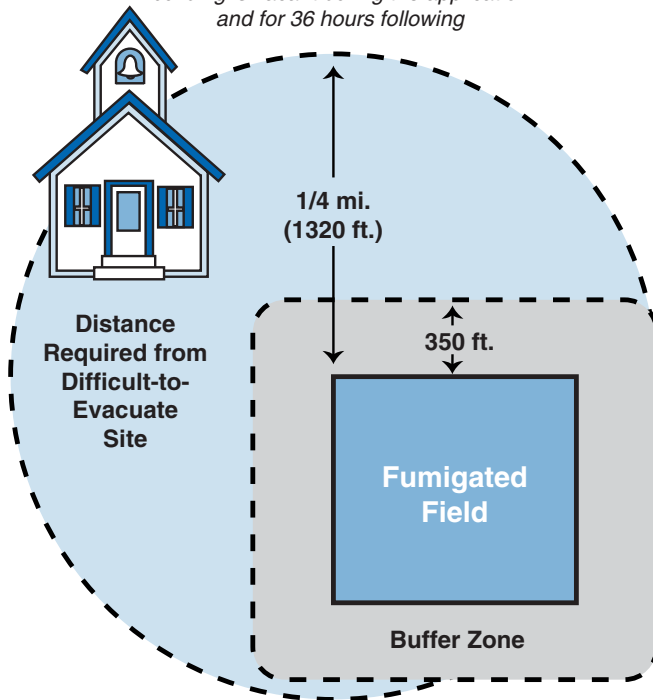 and for 36 hours following
1/4 mi.
(1320 ft.)
Distance
Required from
Difficult-to-
Evacuate
Site
350 ft.
Fumigated
Field
Buffer Zone